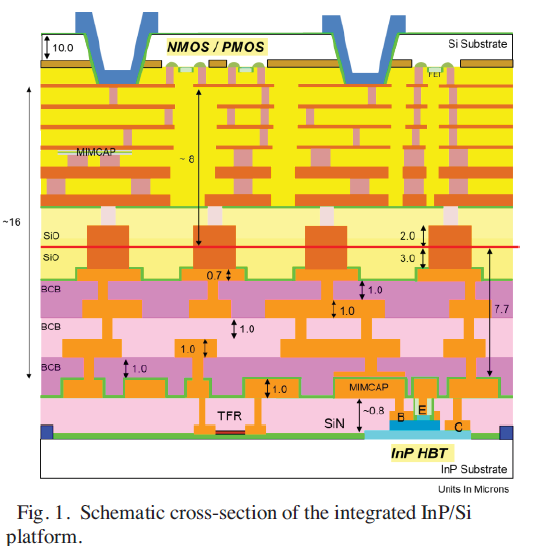 10.0
NMOS / PMOS
Si Substrate
FET
MIMCAP
~ 8
~16
SiO
2.0
SiO
3.0
0.7
BCB
1.0
7.7
1.0
BCB
1.0
1.0
BCB
1.0
1.0
MIMCAP
~0.8
TFR
SiN
B
E
C
InP HBT
InP Substrate
Units In Microns
Fig. 1. Schematic cross-section of the integrated InP/Si
platform.